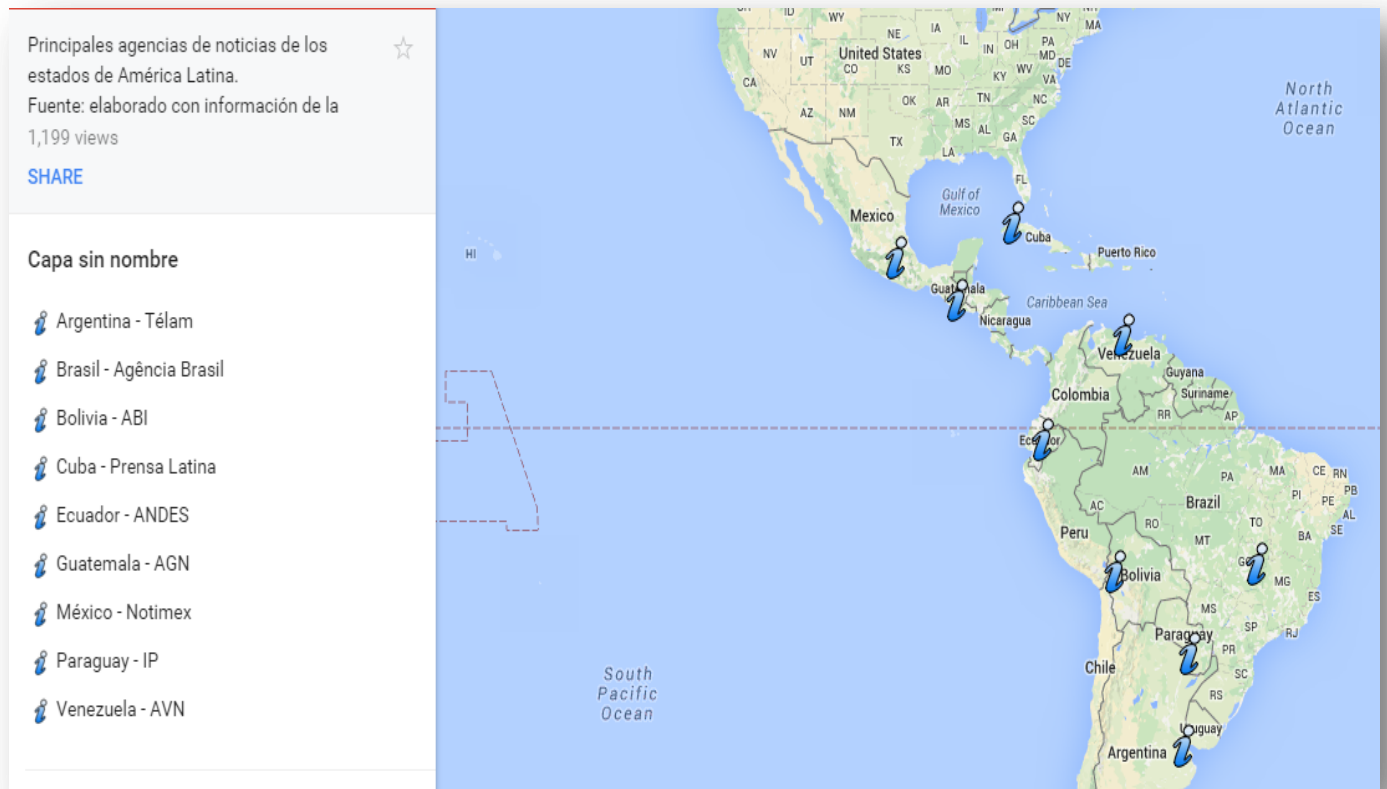 Principales agencias de noticias de los
estados de América Latina.
Fuente: elaborado con información de la
1,199 views
SHARE
Capa sin nombre
Argentina - Télam
Brasil - Agência Brasil
Bolivia - ABI
Cuba - Prensa Latina
Ecuador - ANDES
Guatemala - AGN
México - Notimex
Paraguay - IP
Venezuela - AVN
ID
WY
NY
MA
NE
IA
IL
IN
OH
PA
NV
UT
United States
MD
DE
CO
KS
MO
KY
WV
VA
CA
AZ
NM
OK
AR
TN
NC
MS
AL
GA
SC
TX
LA
FL
North
Atlantic
Ocean
Gulf of
Mexico
Mexico
HI
Cuba
Puerto Rico
Guatemala
Caribbean Sea
Nicaragua
Venezuela
Guyana
Suriname
Colombia
RR
AP
Ecuador
AM
PA
MA
CE
RN
PB
PI
PE
AL
SE
AC
Brazil
TO
BA
Peru
RO
MT
Bolivia
MG
ES
MS
SP
RJ
Paraguay
PR
SC
Chile
RS
South
Pacific
Ocean
Uruguay
Argentina